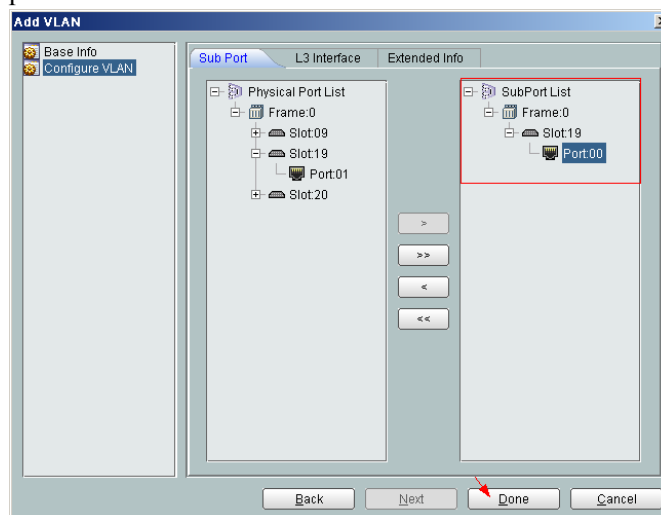 Add VLAN
Base Info
Configure VLAN
Sub Port
L3 Interface
Extended Info
Physical Port List
Frame:0
Slot:09
Slot:19
Port:01
Slot:20
>
>>
<
<<
SubPort List
Frame:0
Slot:19
Port:00
Back
Next
Done
Cancel